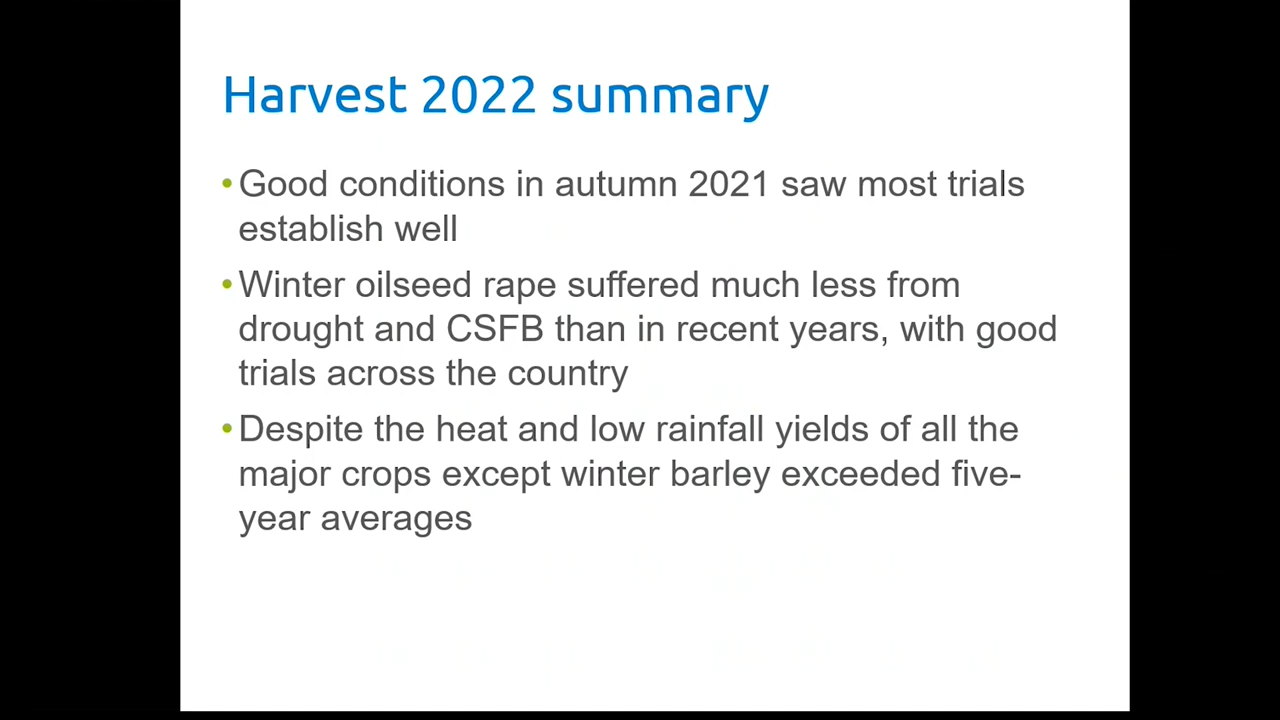 Harvest 2022 summary
•Good conditions in autumn 2021 saw most trials
establish well
•Winter oilseed rape suffered much less from
drought and CSFB than in recent years, with good
trials across the country
•Despite the heat and low rainfall yields of all the
major crops except winter barley exceeded five-
year averages